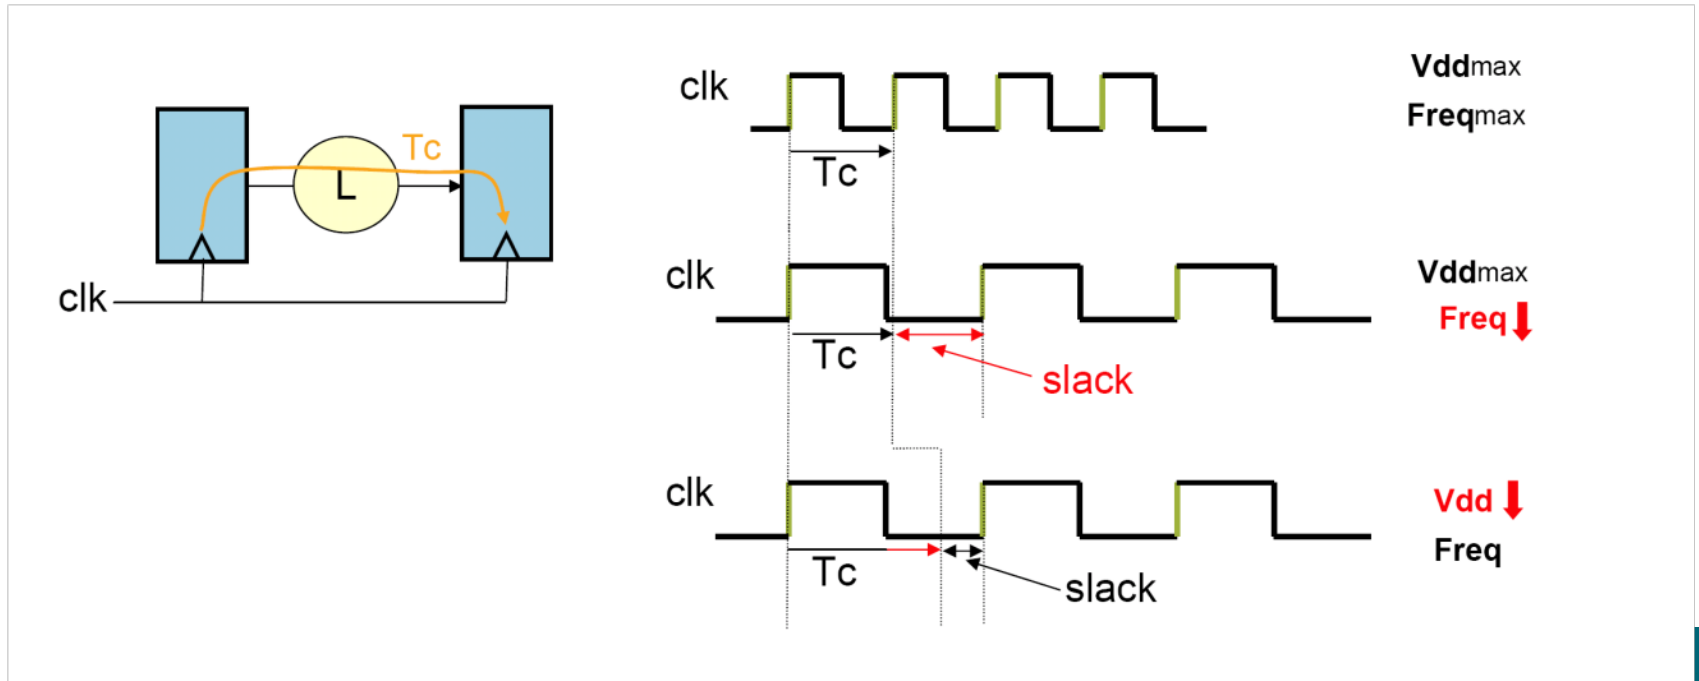 Tc
L
clk
clk
Tc
Vddmax
Freqmax
clk
Tc
slack
Vddmax
Freq
clk
Tc
slack
Vdd
Freq